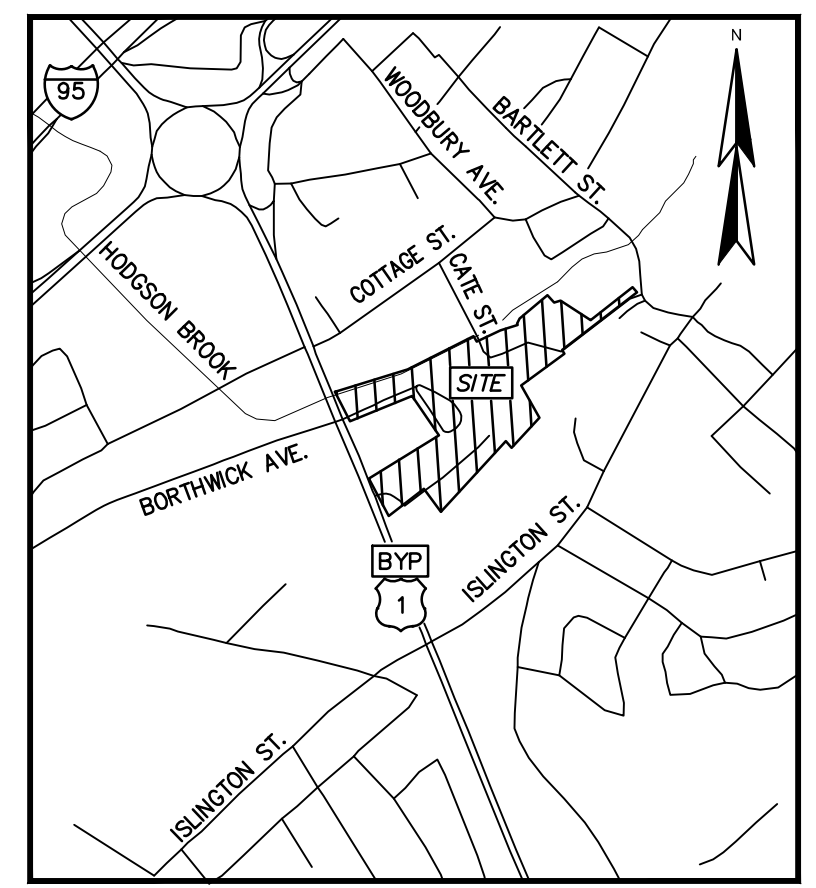 N
95
WOODBURY AVE.
BARTLETT ST.
COTTAGE ST.
CATE ST.
HODGSON BROOK
SITE
BORTHWICK AVE.
ISLINGTON ST.
BYP
1
ISLINGTON ST.